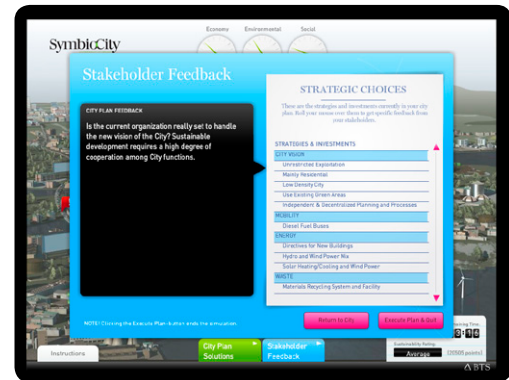 SymbioCity
Economy Environmental Social
Stakeholder Feedback
CITY PLAN FEEDBACK
Is the current organization really set to handle
the new vision of the City? Sustainable
development requires a high degree of
cooperation among City functions.
STRATEGIC CHOICES
These are the strategies and investments currently in your city
plan. Roll your mouse over them to get specific feedback from
your stakeholders.
STRATEGIES & INVESTMENTS
CITY VISION
Unrestricted Exploitation
Mainly Residential
Low Density City
Use Existing Green Areas
Independent & Decentralized Planning and Processes
MOBILITY
Diesel Fuel Buses
ENERGY
Directives for New Buildings
Hydro and Wind Power Mix
Solar Heating/Cooling and Wind Power
WASTE
Materials Recycling System and Facility
NOTE! Clicking the Execute Plan-button ends the simulation.
Return to City
Execute Plan & Quit
Instructions
City Plan
Solutions
Stakeholder
Feedback
Time
Sustainability Rating
Average
points)
BTS